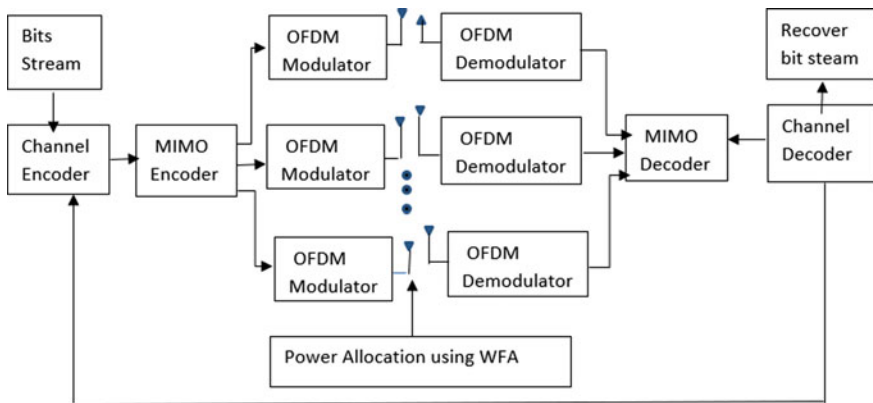 Bits
Stream
OFDM
Modulator
OFDM
Demodulator
Recover
bit steam
Channel
Encoder
MIMO
Encoder
OFDM
Modulator
OFDM
Demodulator
MIMO
Decoder
Channel
Decoder
OFDM
Modulator
OFDM
Demodulator
Power Allocation using WFA